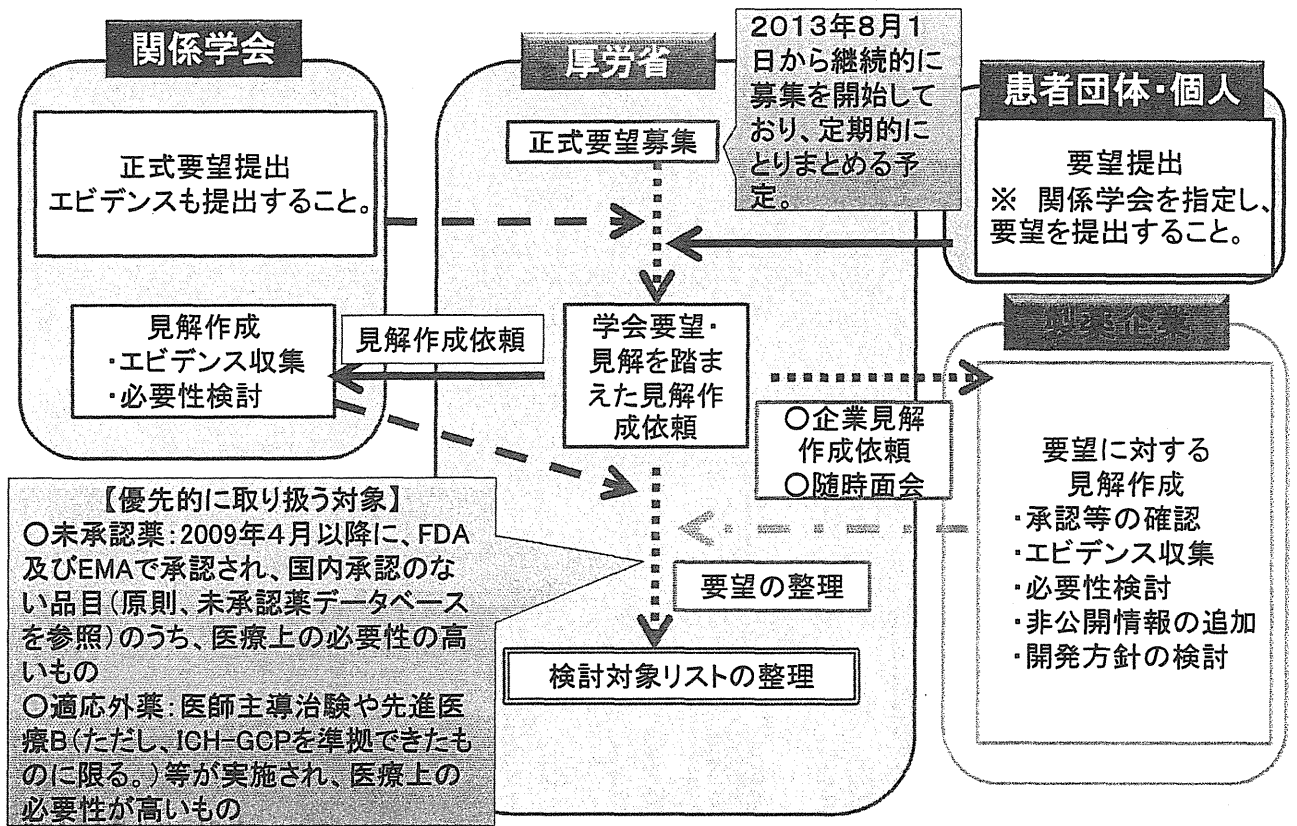 関係学会
正式要望提出
エビデンスも提出すること。
見解作成
・エビデンス収集
・必要性検討
見解作成依頼
厚労省
正式要望募集
2013年8月1
日から継続的に
募集を開始して
おり、定期的に
とりまとめる予
定。
学会要望・
見解を踏ま
えた見解作
成依頼
要望の整理
検討対象リストの整理
患者団体・個人
要望提出
※ 関係学会を指定し、
要望を提出すること。
製薬企業
○企業見解
作成依頼
○随時面会
要望に対する
見解作成
・承認等の確認
・エビデンス収集
・必要性検討
・非公開情報の追加
・開発方針の検討
【優先的に取り扱う対象】
○未承認薬:2009年4月以降に、FDA
及びEMAで承認され、国内承認のな
い品目(原則、未承認薬データベース
を参照)のうち、医療上の必要性の高
いもの
○適応外薬:医師主導治験や先進医
療B(ただし、ICH-GCPを準拠できたも
のに限る。)等が実施され、医療上の
必要性が高いもの